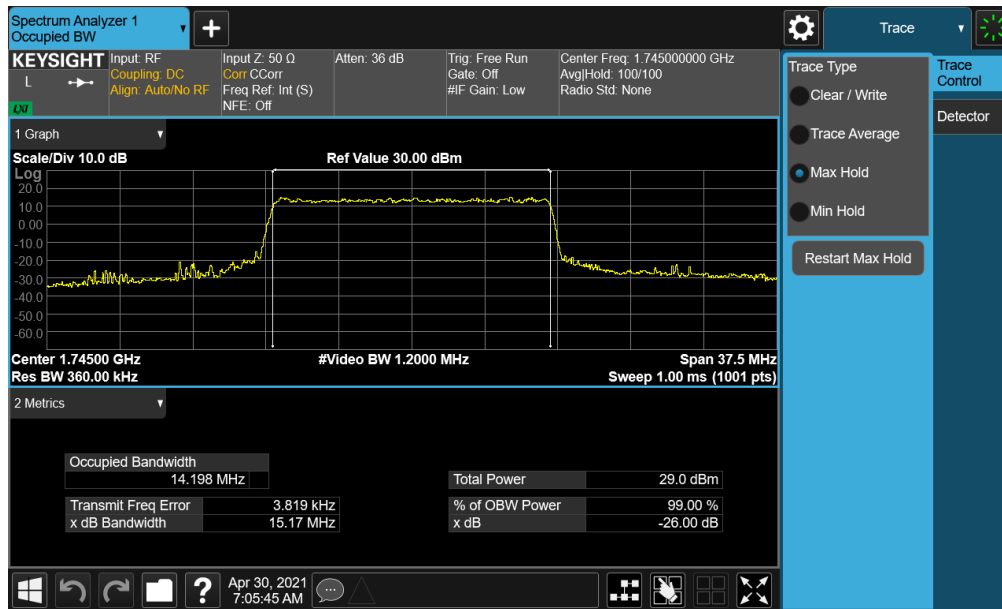 Spectrum Analyzer 1
Occupied BW
+
Trace
KEYSIGHT
L
LXI
Input: RF
Coupling: DC
Align: Auto/No RF
Input Z: 50 Ω
Corr CCorr
Freq Ref: Int (S)
NFE: Off
Atten: 36 dB
Trig: Free Run
Gate: Off
#IF Gain: Low
Center Freq: 1.745000000 GHz
Avg|Hold: 100/100
Radio Std: None
Trace Type
Clear / Write
Trace Average
Max Hold
Min Hold
Restart Max Hold
Trace
Control
Detector
1 Graph
Scale/Div 10.0 dB
Ref Value 30.00 dBm
Log
20.0
10.0
0.00
-10.0
-20.0
-30.0
-40.0
-50.0
-60.0
Center 1.74500 GHz
#Video BW 1.2000 MHz
Span 37.5 MHz
Res BW 360.00 kHz
Sweep 1.00 ms (1001 pts)
2 Metrics
Occupied Bandwidth
14.198 MHz
Total Power 29.0 dBm
Transmit Freq Error 3.819 kHz
% of OBW Power 99.00 %
x dB Bandwidth 15.17 MHz
x dB -26.00 dB
?
Apr 30, 2021
7:05:45 AM